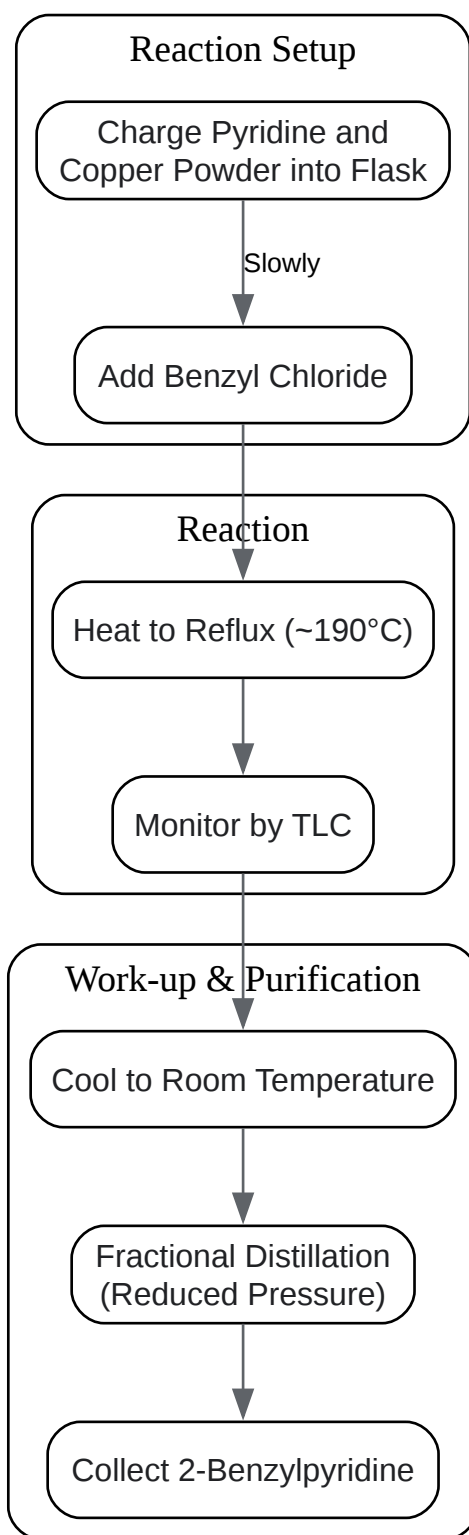 Reaction Setup
Charge Pyridine and
Copper Powder into Flask
Slowly
Add Benzyl Chloride
Reaction
Heat to Reflux (~190°C)
Monitor by TLC
Work-up & Purification
Cool to Room Temperature
Fractional Distillation
(Reduced Pressure)
Collect 2-Benzylpyridine